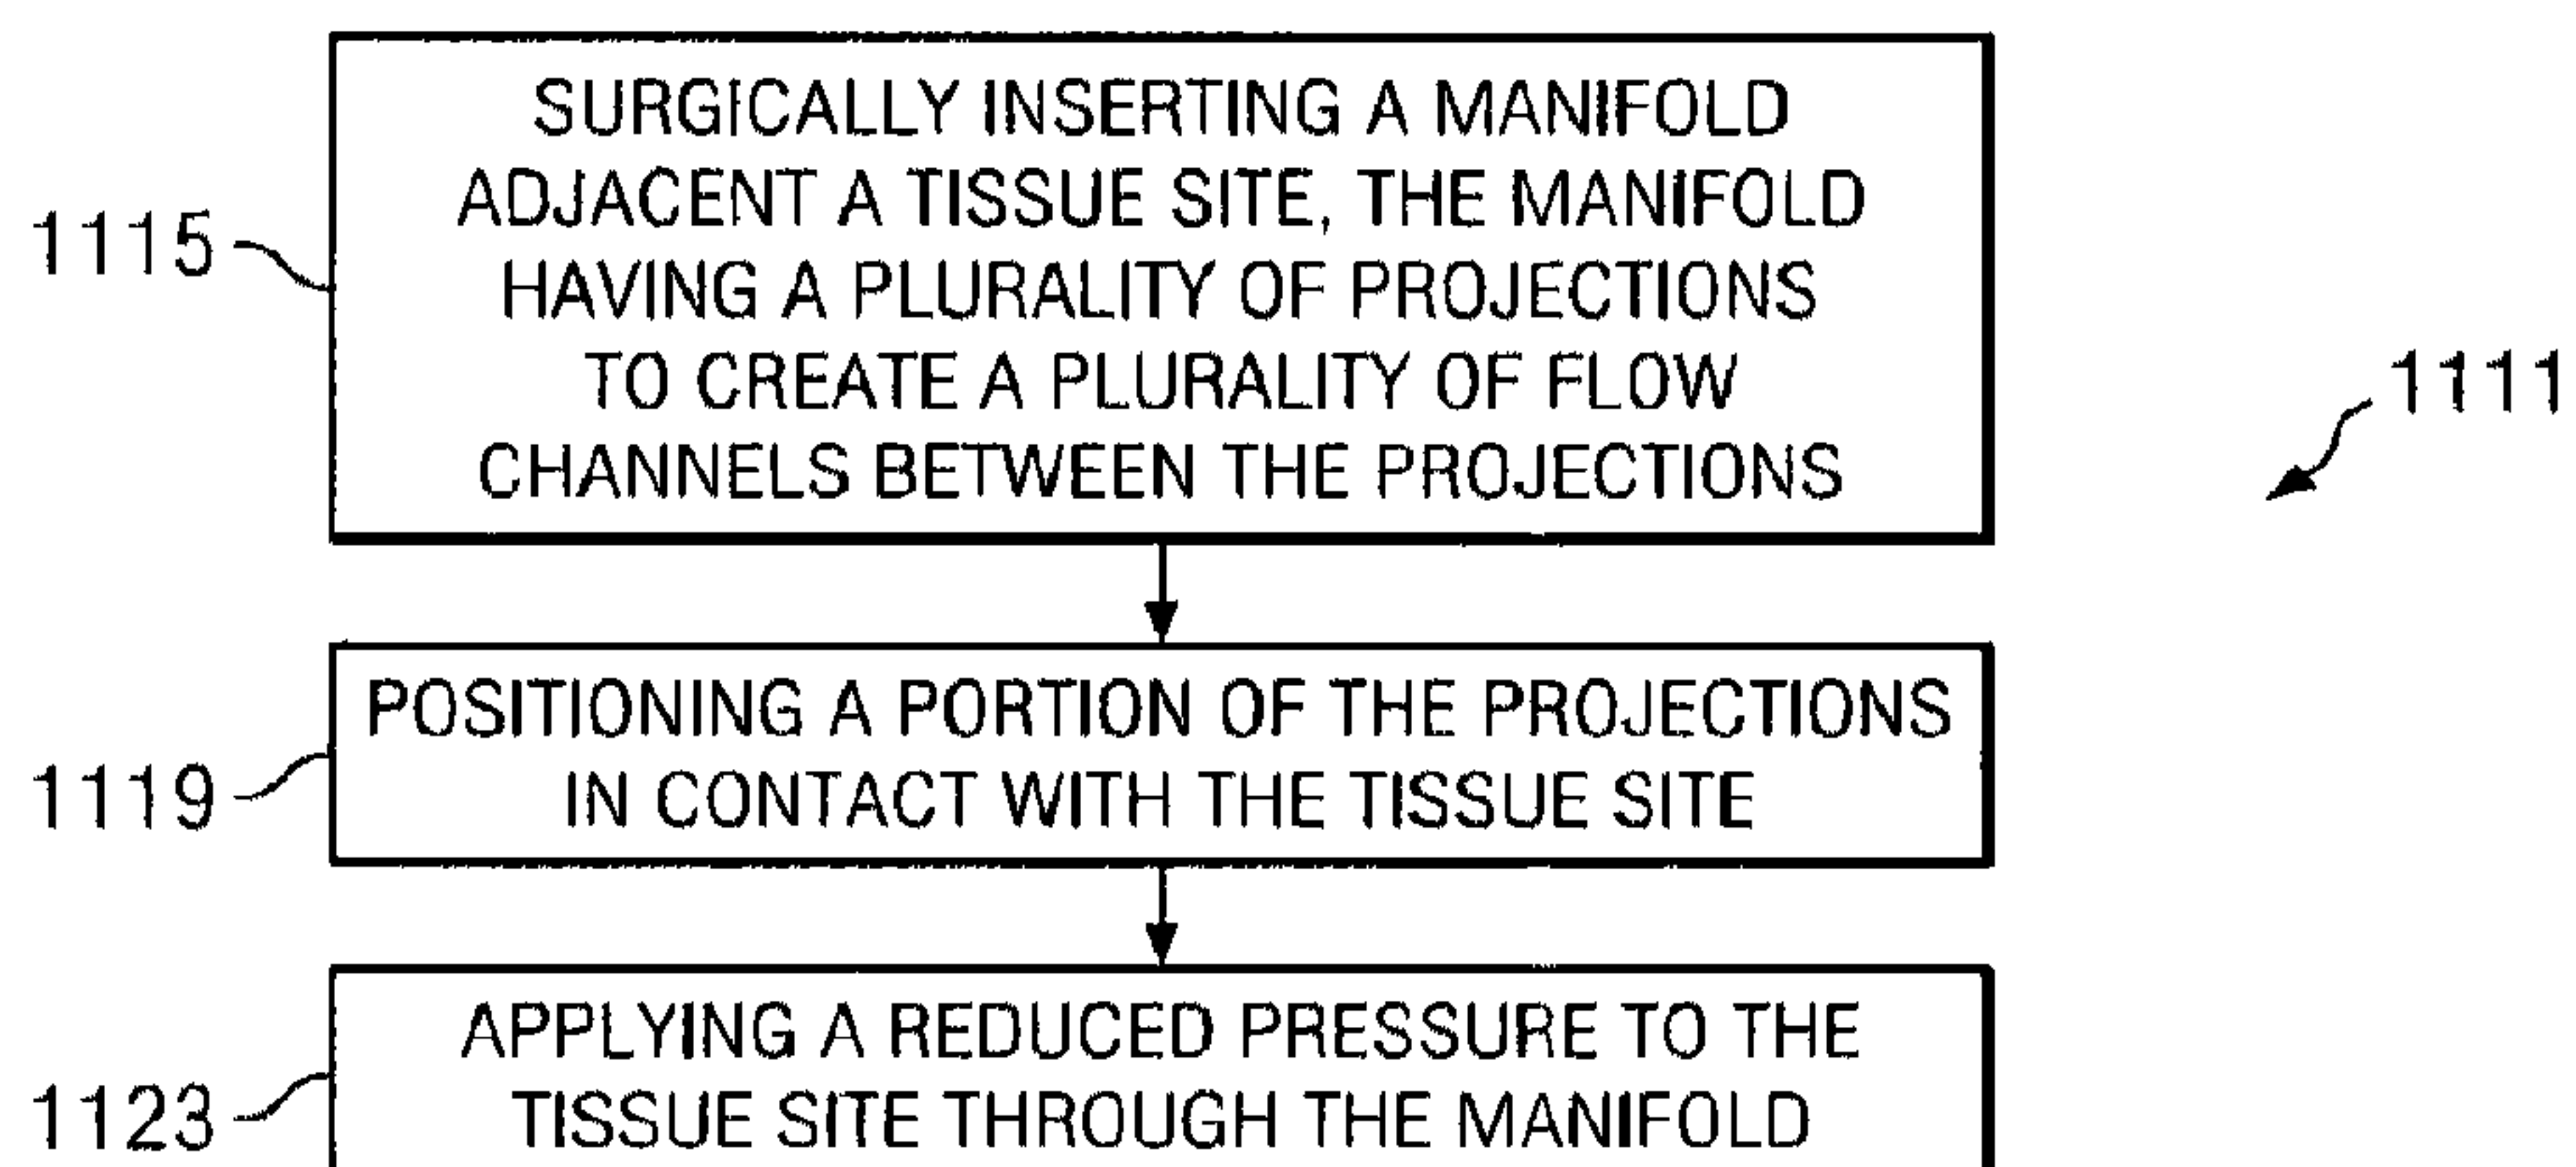 SURGICALLY INSERTING A MANIFOLD
ADJACENT A TISSUE SITE, THE MANIFOLD
HAVING A PLURALITY OF PROJECTIONS
TO CREATE A PLURALITY OF FLOW
CHANNELS BETWEEN THE PROJECTIONS
1115
1111
POSITIONING A PORTION OF THE PROJECTIONS
IN CONTACT WITH THE TISSUE SITE
1119
APPLYING A REDUCED PRESSURE TO THE
TISSUE SITE THROUGH THE MANIFOLD
1123